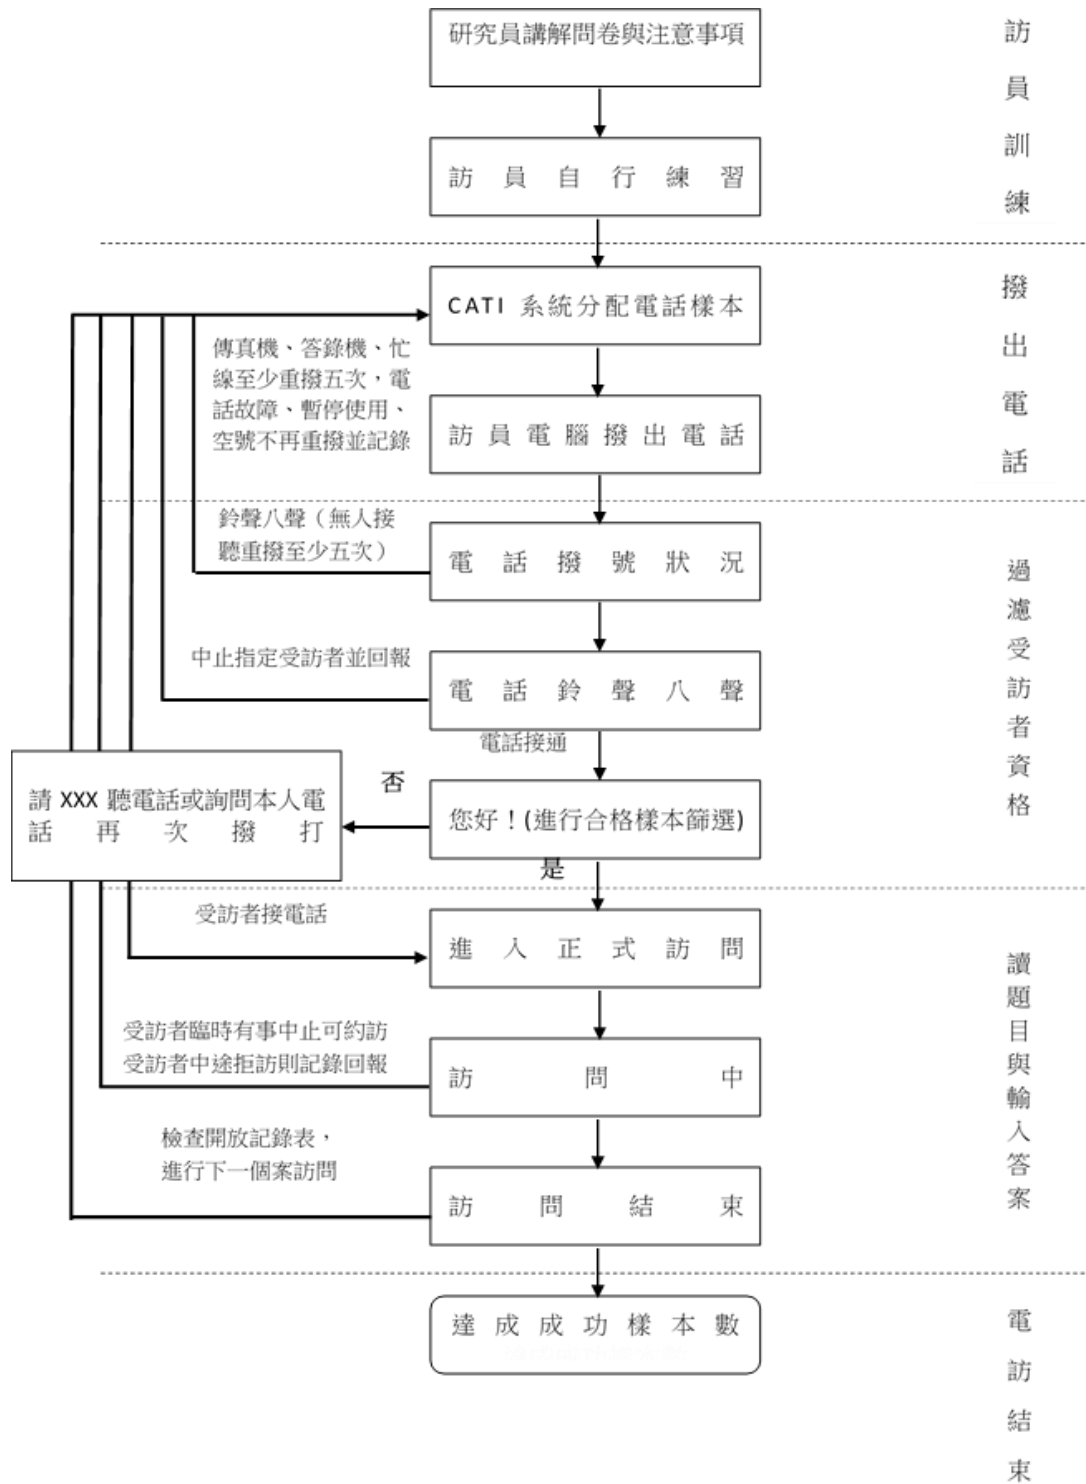 研究員講解問卷與注意事項
訪員自行練習
訪員訓練
CATI 系統分配電話樣本
傳真機、答錄機、忙
線至少重撥五次，電
話故障、暫停使用、
空號不再重撥並記錄
訪員電腦撥出電話
撥出電話
鈴聲八聲（無人接
聽重撥至少五次）
電話撥號狀況
中止指定受訪者並回報
電話鈴聲八聲
電話接通
否
請 XXX 聽電話或詢問本人電
話再次撥打
您好！(進行合格樣本篩選)
是
過濾受訪者資格
受訪者接電話
進入正式訪問
受訪者臨時有事中止可約訪
受訪者中途拒訪則記錄回報
訪問中
檢查開放記錄表，
進行下一個案訪問
訪問結束
讀題目與輸入答案
達成成功樣本數
電訪結束